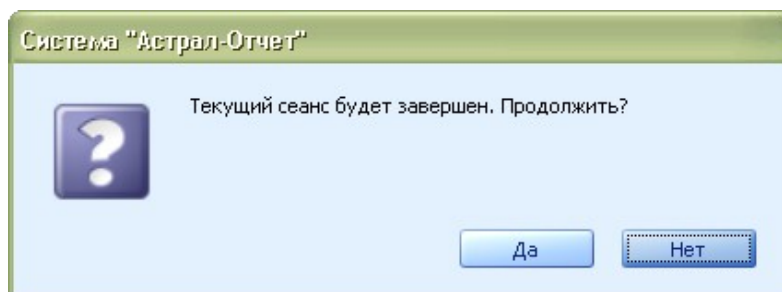 Система "Астрал-Отчет"
Текущий сеанс будет завершен. Продолжить?
Да
Нет